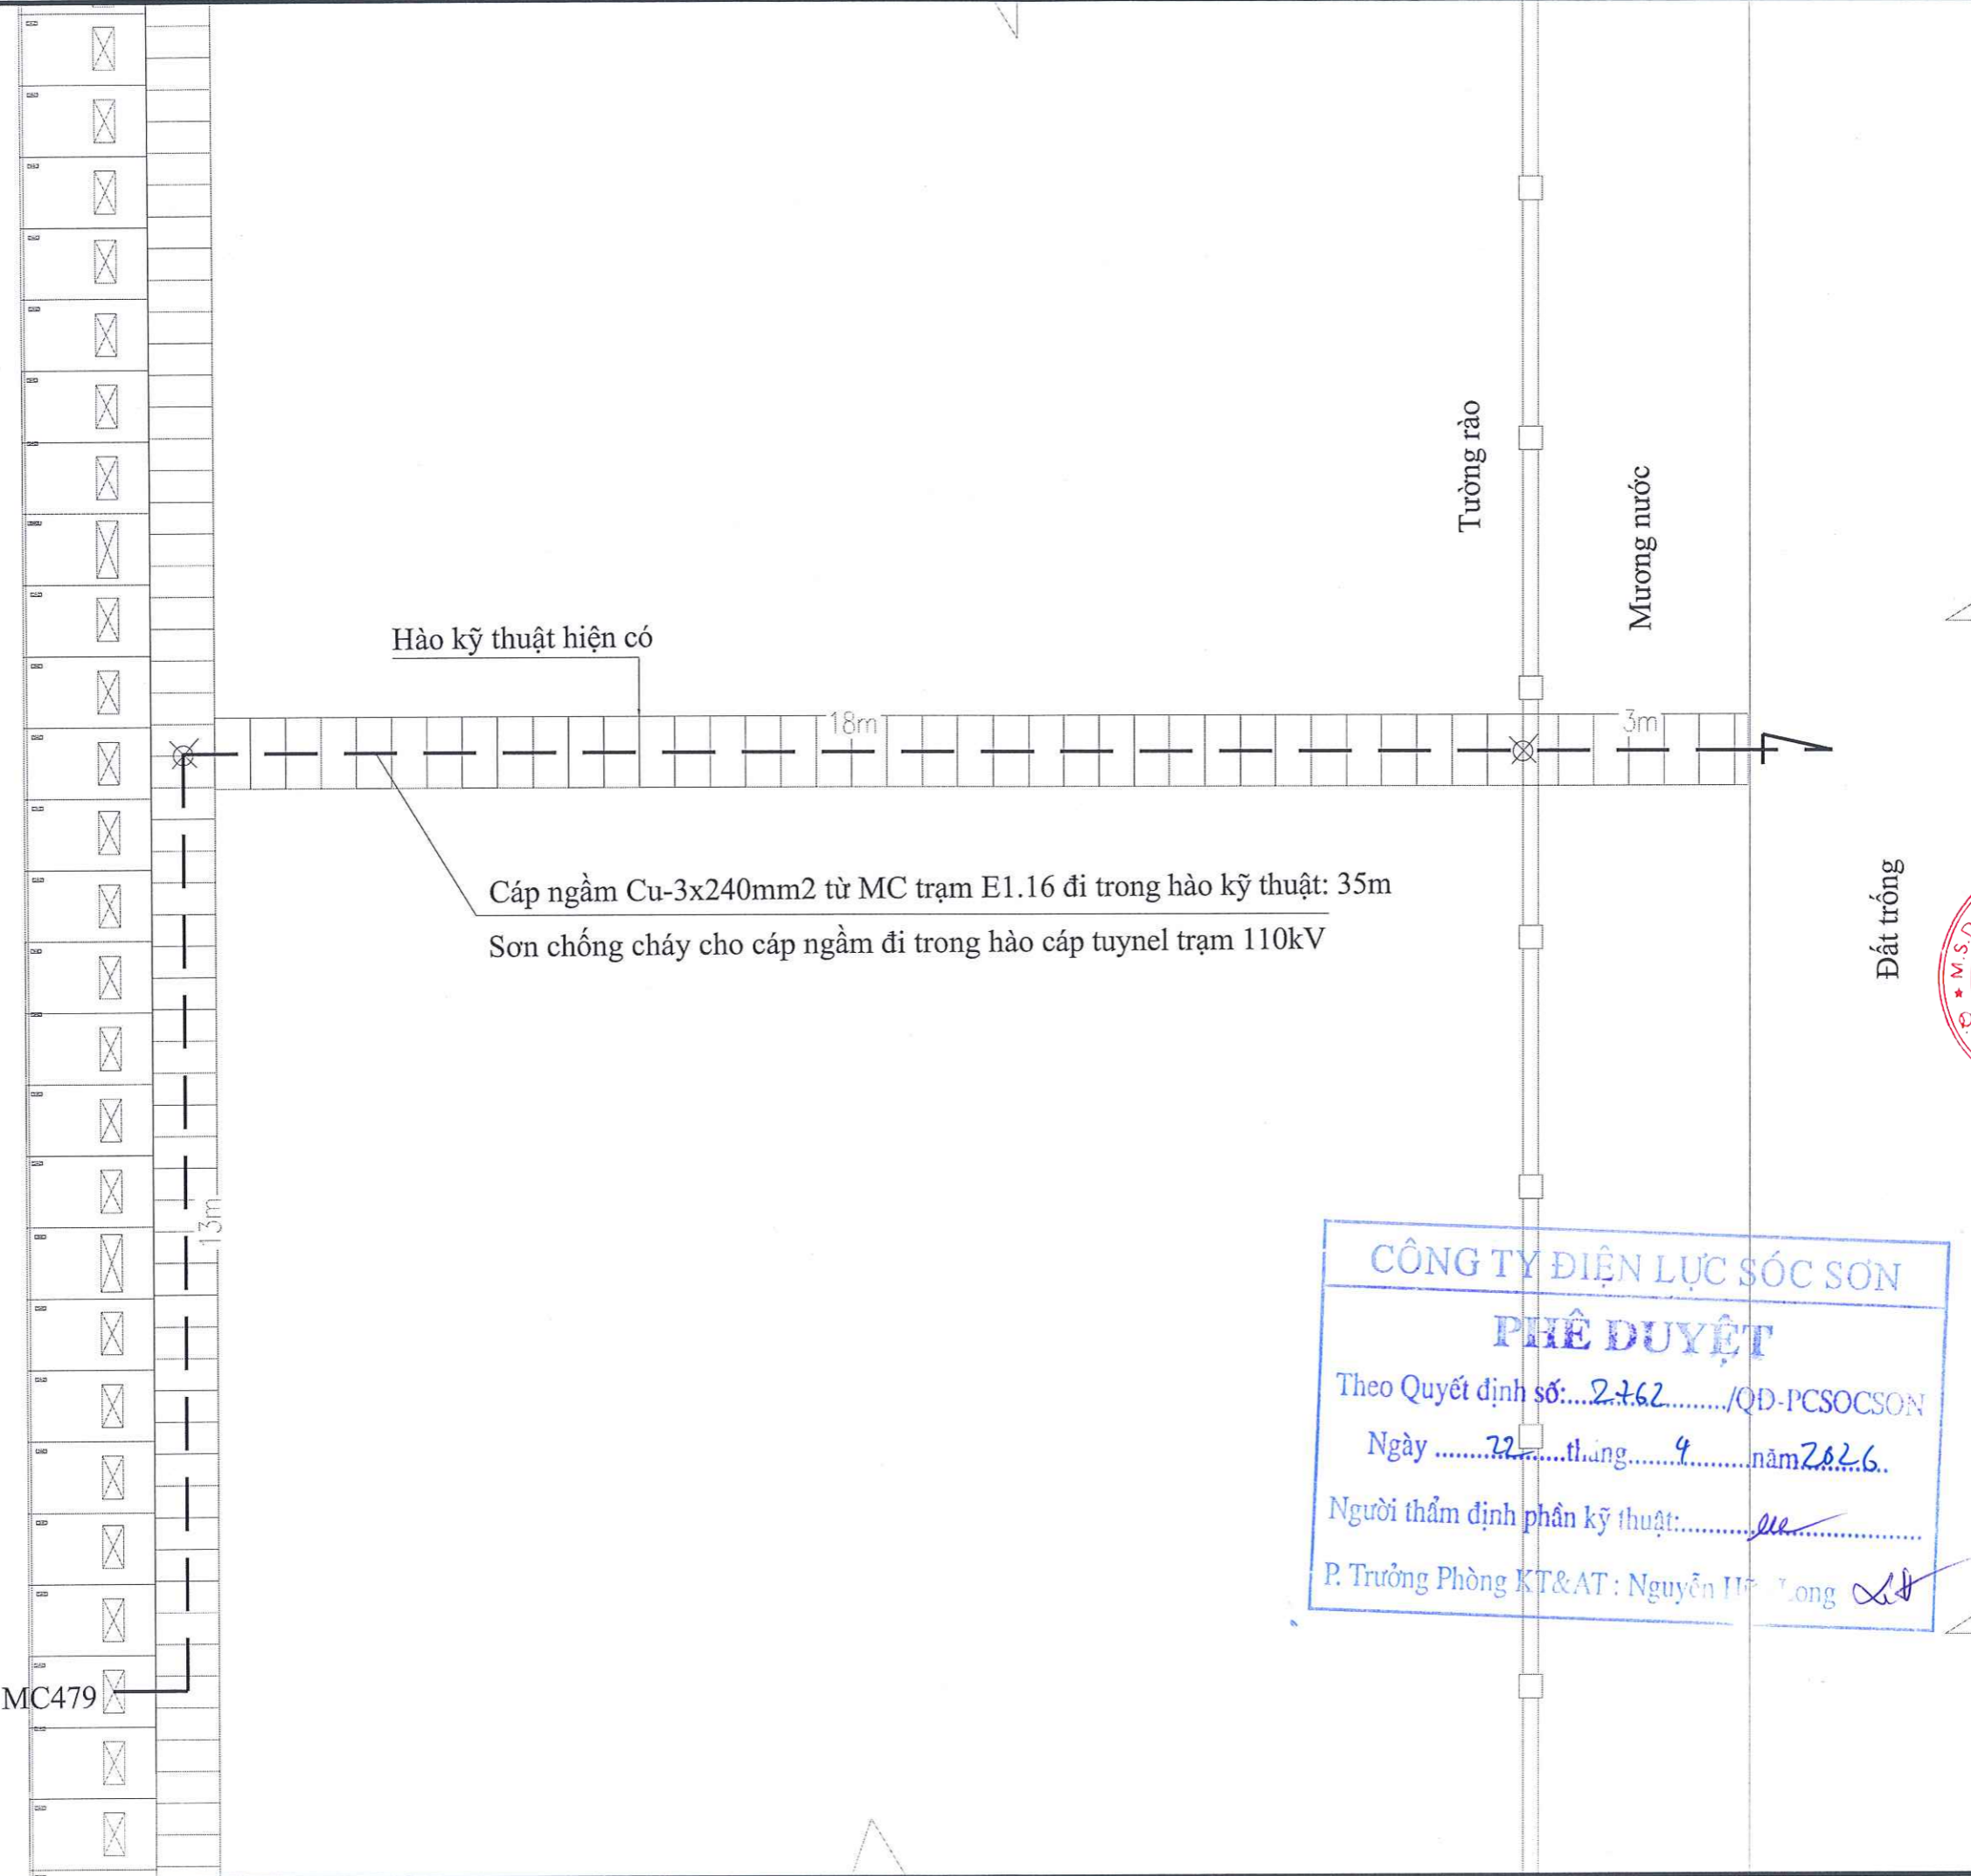 Tường rào
Mương nước
Hào kỹ thuật hiện có
18m
3m
Cáp ngầm Cu-3x240mm2 từ MC trạm E1.16 đi trong hào kỹ thuật: 35m
Sơn chống cháy cho cáp ngầm đi trong hào cáp tuynel trạm 110kV
Đất trống
★ M.S.D
13m
CÔNG TY ĐIỆN LỰC SÓC SƠN
PHÊ DUYỆT
Theo Quyết định số:...2762........./QĐ-PCSOCSON
Ngày ........22.......tháng........4..........năm2026..
Người thẩm định phần kỹ thuật:
P. Trưởng Phòng KT&AT : Nguyễn Long
MC479